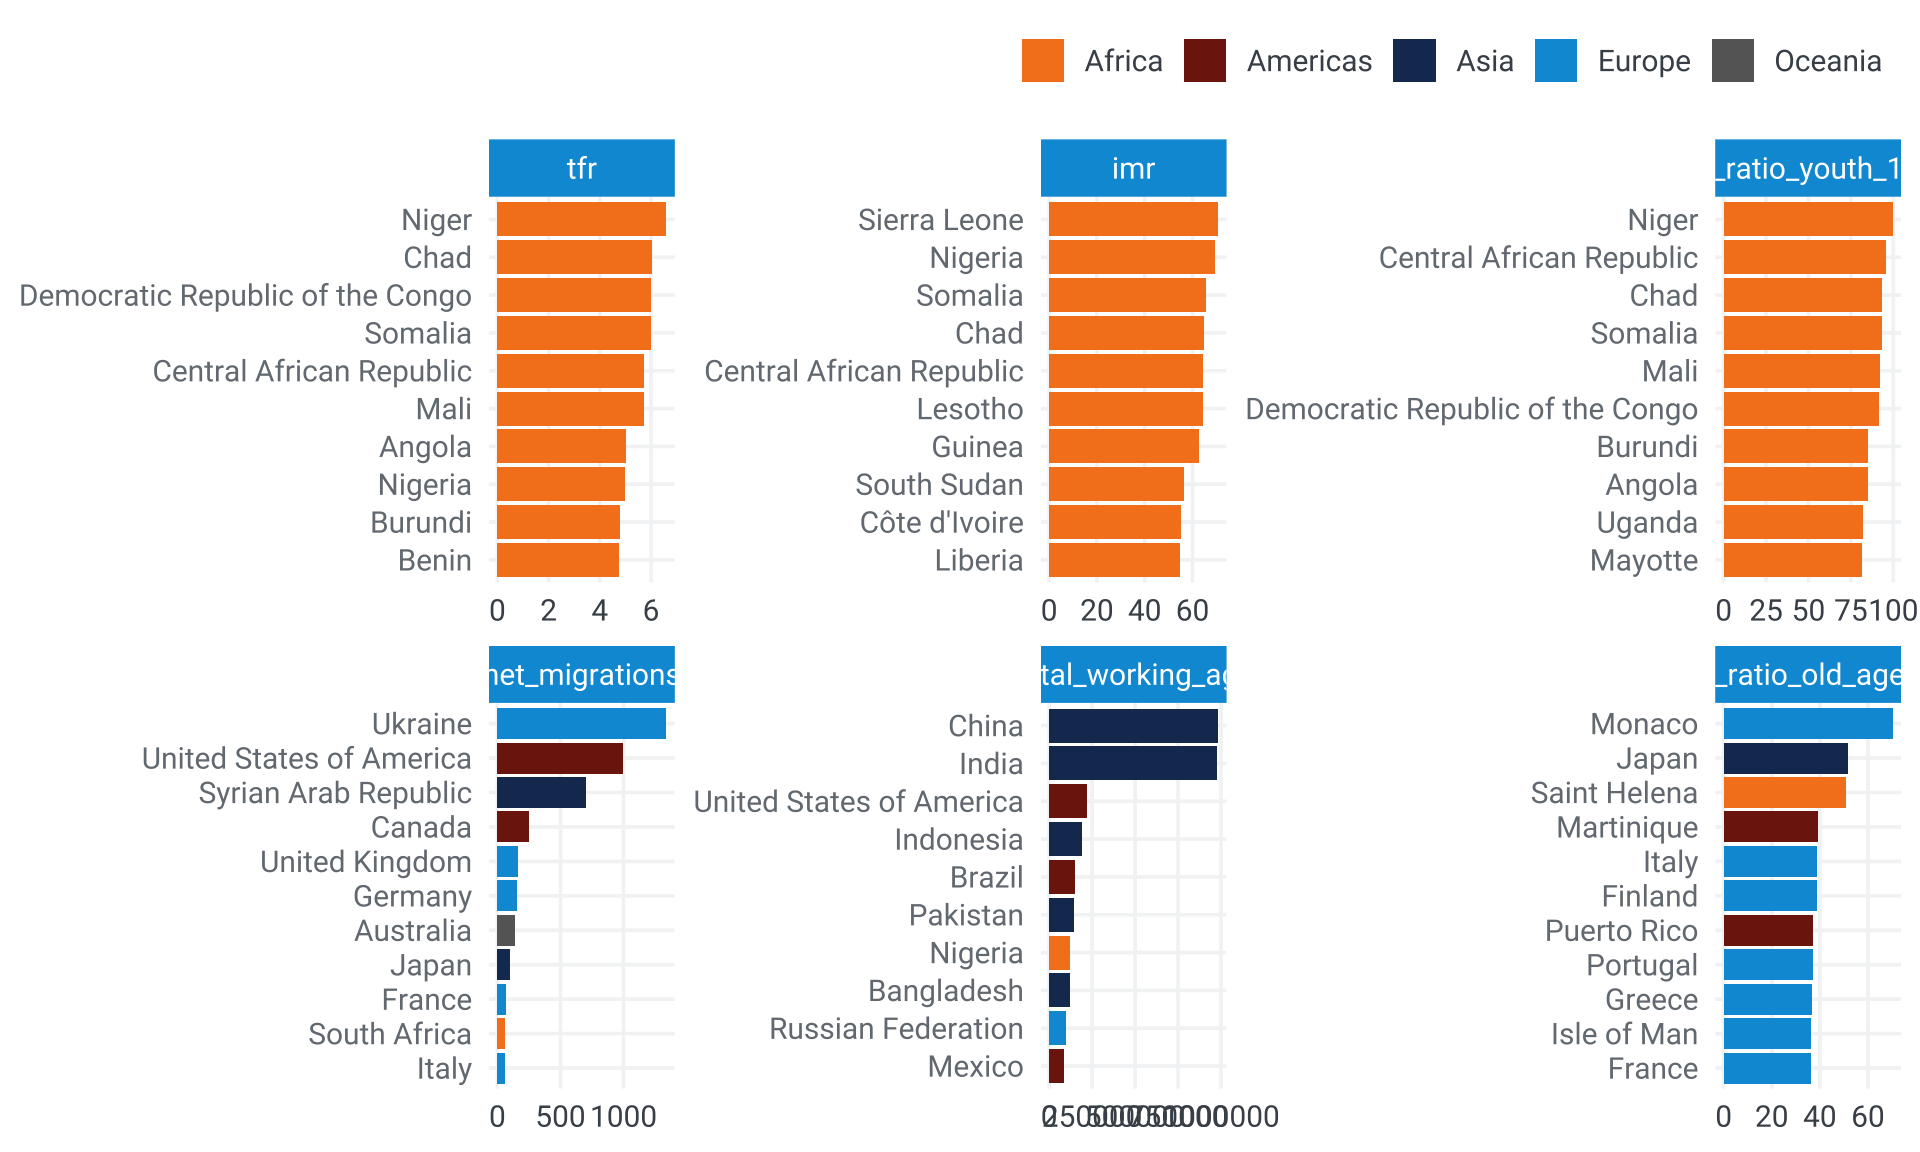 Africa Americas Asia Europe Oceania
tfr
Niger
Chad
Democratic Republic of the Congo
Somalia
Central African Republic
Mali
Angola
Nigeria
Burundi
Benin
0 2 4 6
imr
Sierra Leone
Nigeria
Somalia
Chad
Central African Republic
Lesotho
Guinea
South Sudan
Côte d'Ivoire
Liberia
0 20 40 60
_ratio_youth_1
Niger
Central African Republic
Chad
Somalia
Mali
Democratic Republic of the Congo
Burundi
Angola
Uganda
Mayotte
0 25 50 75 100
net_migrations
Ukraine
United States of America
Syrian Arab Republic
Canada
United Kingdom
Germany
Australia
Japan
France
South Africa
Italy
0 500 1000
tal_working_ag
China
India
United States of America
Indonesia
Brazil
Pakistan
Nigeria
Bangladesh
Russian Federation
Mexico
_ratio_old_age
Monaco
Japan
Saint Helena
Martinique
Italy
Finland
Puerto Rico
Portugal
Greece
Isle of Man
France
0 20 40 60